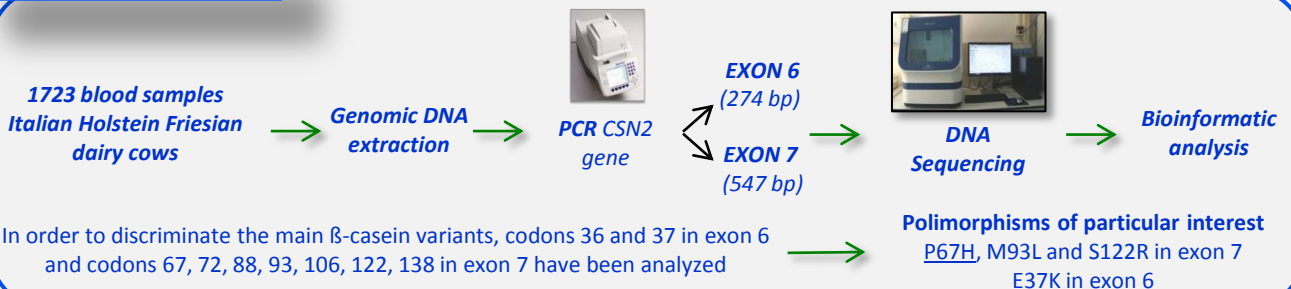 1723 blood samples
Italian Holstein Friesian
dairy cows
Genomic DNA
extraction
PCR CSN2
gene
EXON 6
(274 bp)
EXON 7
(547 bp)
DNA
Sequencing
Bioinformatic
analysis
In order to discriminate the main ß-casein variants, codons 36 and 37 in exon 6
and codons 67, 72, 88, 93, 106, 122, 138 in exon 7 have been analyzed
Polimorphisms of particular interest
P67H, M93L and S122R in exon 7
E37K in exon 6